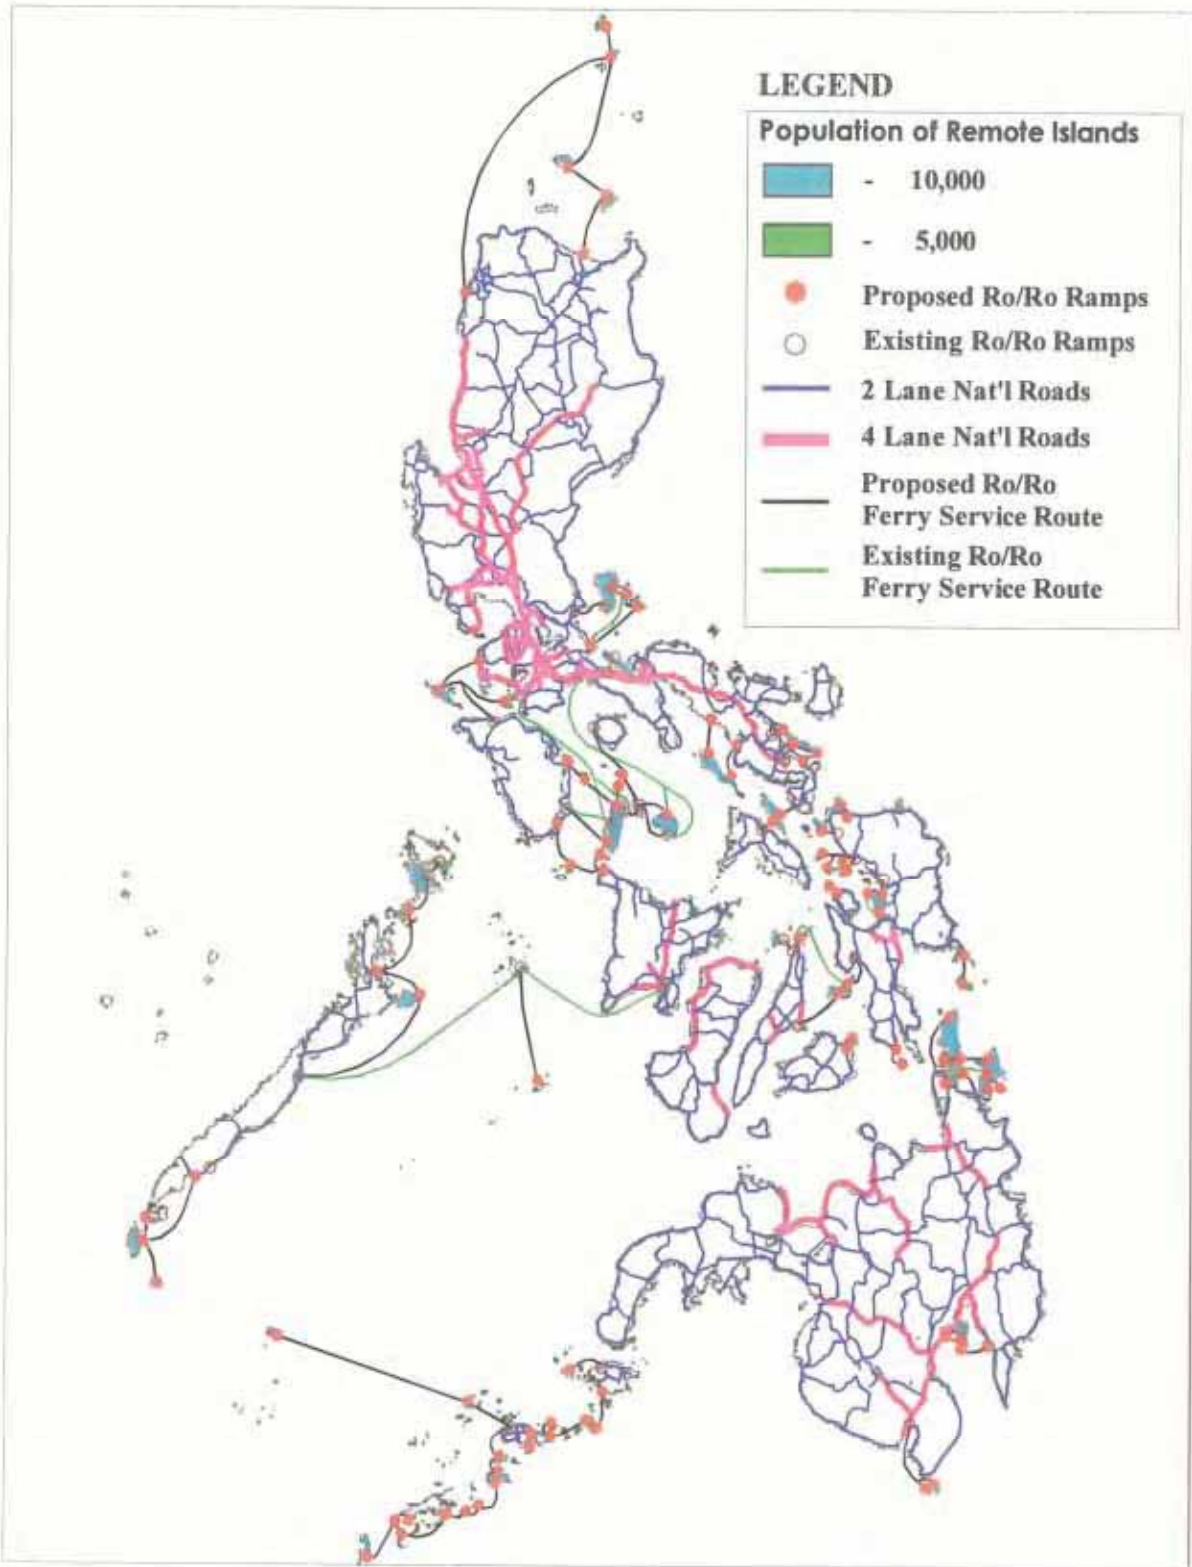 LEGEND
Population of Remote Islands
- 10,000
- 5,000
Proposed Ro/Ro Ramps
Existing Ro/Ro Ramps
2 Lane Nat'l Roads
4 Lane Nat'l Roads
Proposed Ro/Ro
Ferry Service Route
Existing Ro/Ro
Ferry Service Route